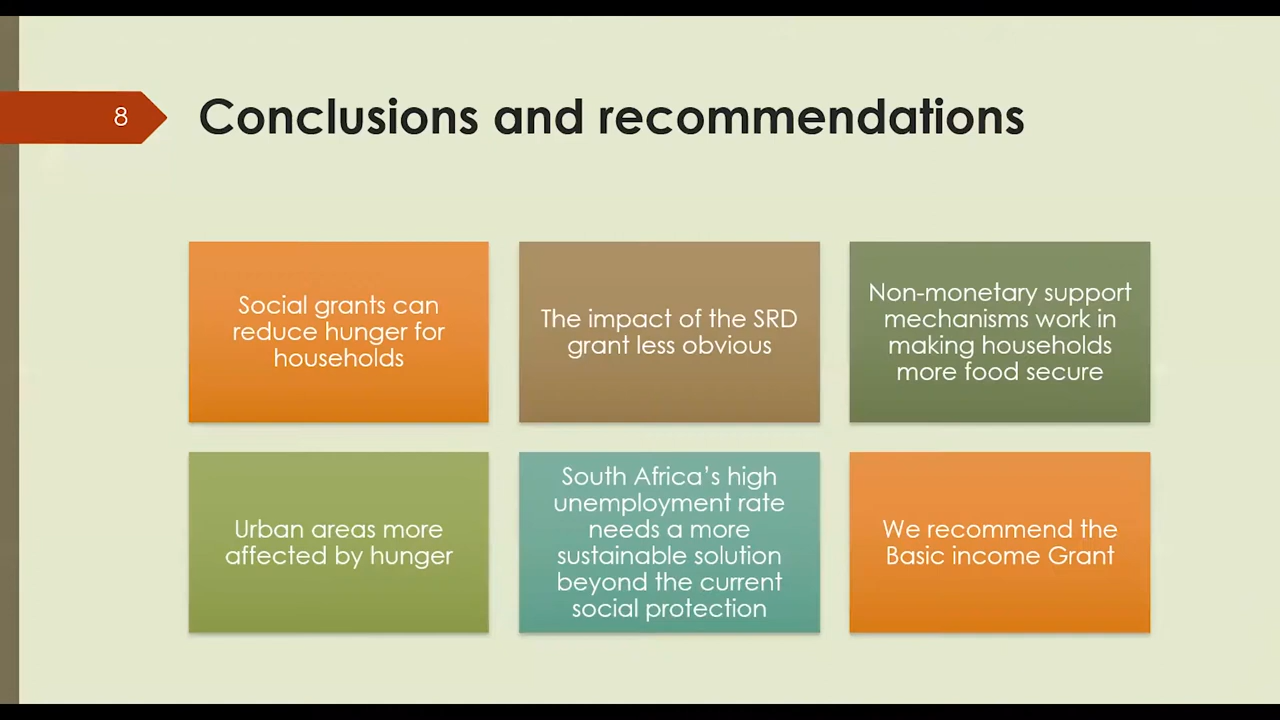 8
Conclusions and recommendations
Social grants can
reduce hunger for
households
The impact of the SRD
grant less obvious
Non-monetary support
mechanisms work in
making households
more food secure
Urban areas more
affected by hunger
South Africa’s high
unemployment rate
needs a more
sustainable solution
beyond the current
social protection
We recommend the
Basic income Grant